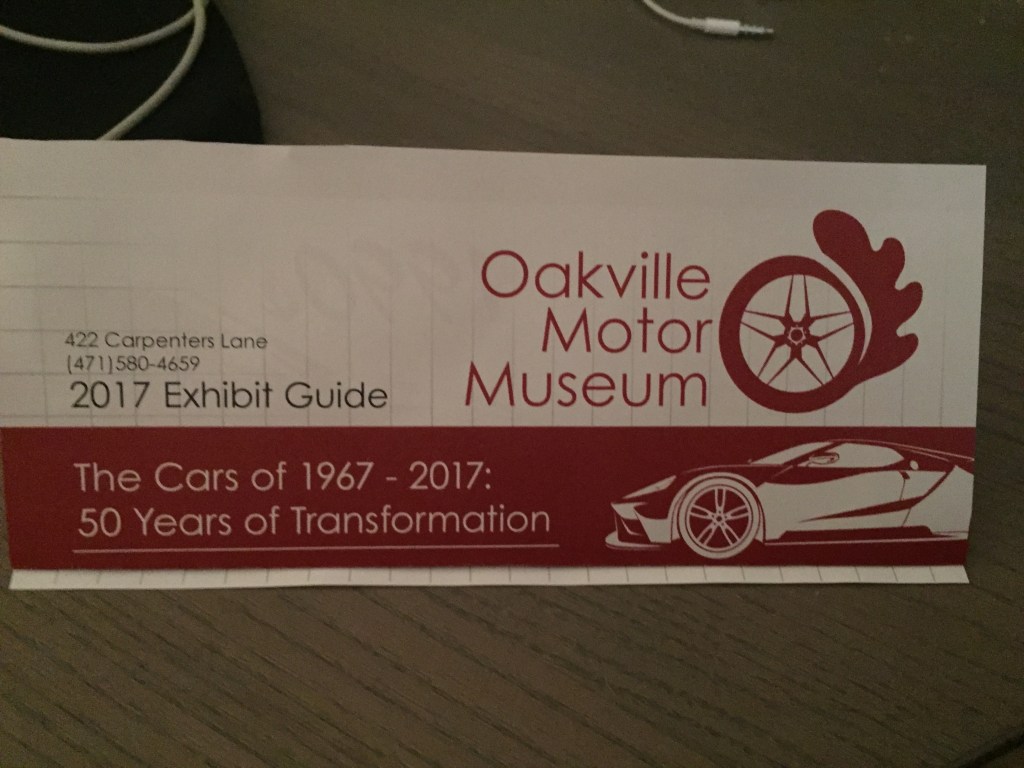 Oakville
Motor
Museum
422 Carpenters Lane
(471)580-4659
2017 Exhibit Guide
The Cars of 1967 - 2017:
50 Years of Transformation